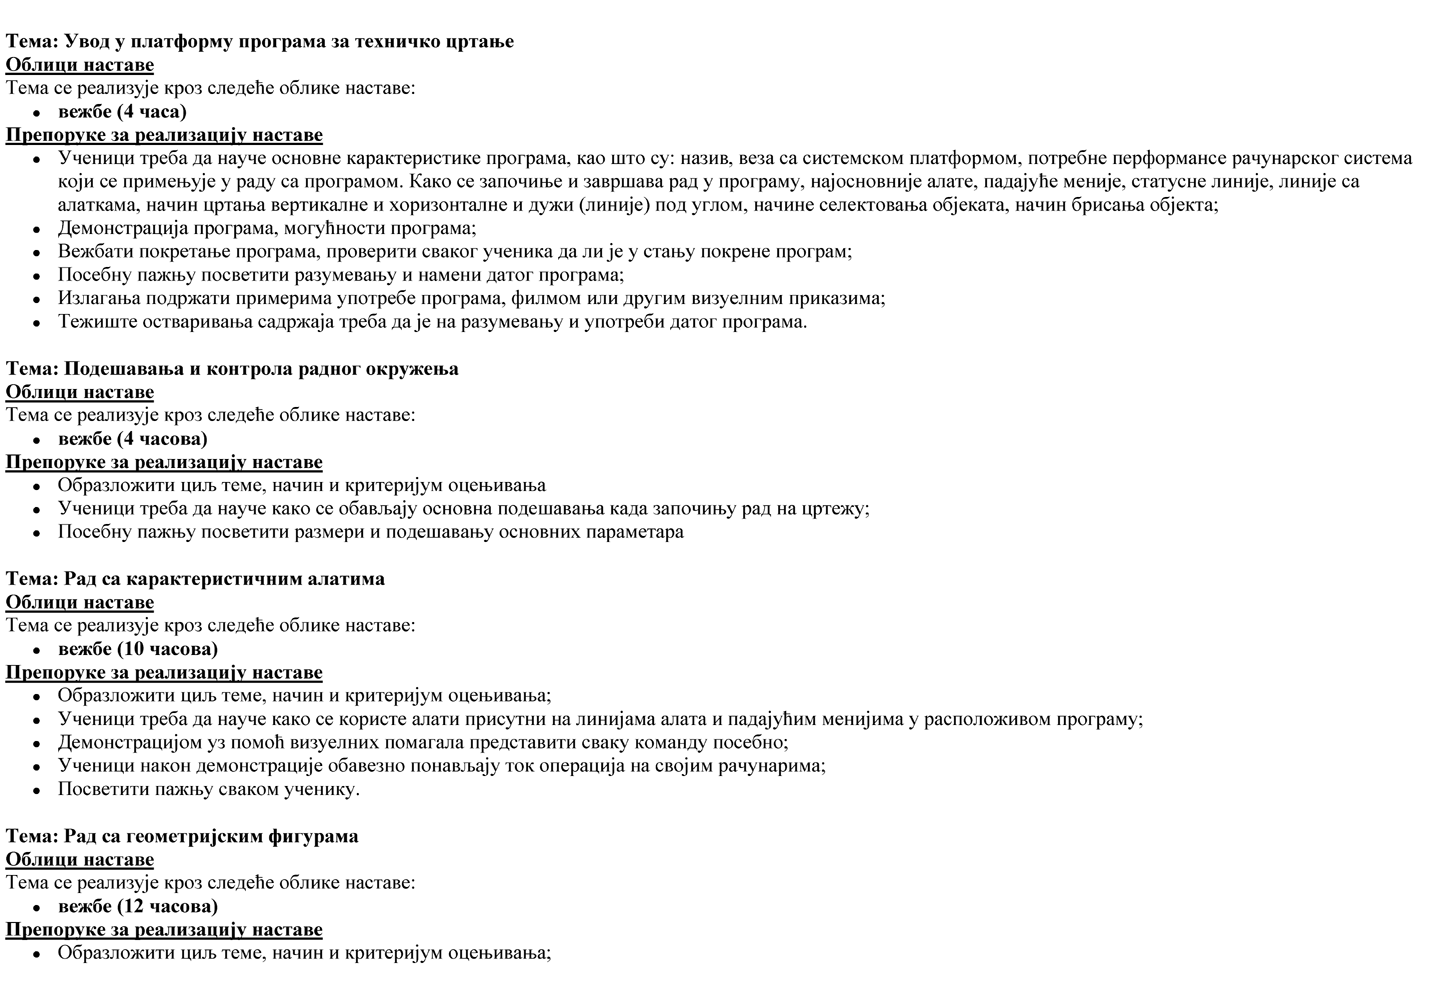 Тема: Увод у платформу програма за техничко цртање
Облици наставе
Тема се реализује кроз следеће облике наставе:
• вежбе (4 часа)
Препоруке за реализацију наставе
• Ученици треба да науче основне карактеристике програма, као што су: назив, веза са системском платформом, потребне перформансе рачунарског система
који се примењује у раду са програмом. Како се започиње и завршава рад у програму, најосновније алате, падајуће меније, статусне линије, линије са
алаткама, начин цртања вертикалне и хоризонталне и дужи (линије) под углом, начине селектовања објеката, начин брисања објекта;
• Демонстрација програма, могућности програма;
• Вежбати покретање програма, проверити сваког ученика да ли је у стању покрене програм;
• Посебну пажњу посветити разумевању и намени датог програма;
• Излагања подржати примерима употребе програма, филмом или другим визуелним приказима;
• Тежиште остваривања садржаја треба да је на разумевању и употреби датог програма.
Тема: Подешавања и контрола радног окружења
Облици наставе
Тема се реализује кроз следеће облике наставе:
• вежбе (4 часова)
Препоруке за реализацију наставе
• Образложити циљ теме, начин и критеријум оцењивања
• Ученици треба да науче како се обављају основна подешавања када започињу рад на цртежу;
• Посебну пажњу посветити размери и подешавању основних параметара
Тема: Рад са карактеристичним алатима
Облици наставе
Тема се реализује кроз следеће облике наставе:
• вежбе (10 часова)
Препоруке за реализацију наставе
• Образложити циљ теме, начин и критеријум оцењивања;
• Ученици треба да науче како се користе алати присутни на линијама алата и падајућим менијима у расположивом програму;
• Демонстрацијом уз помоћ визуелних помагала представити сваку команду посебно;
• Ученици након демонстрације обавезно понављају ток операција на својим рачунарима;
• Посветити пажњу сваком ученику.
Тема: Рад са геометријским фигурама
Облици наставе
Тема се реализује кроз следеће облике наставе:
• вежбе (12 часова)
Препоруке за реализацију наставе
• Образложити циљ теме, начин и критеријум оцењивања;